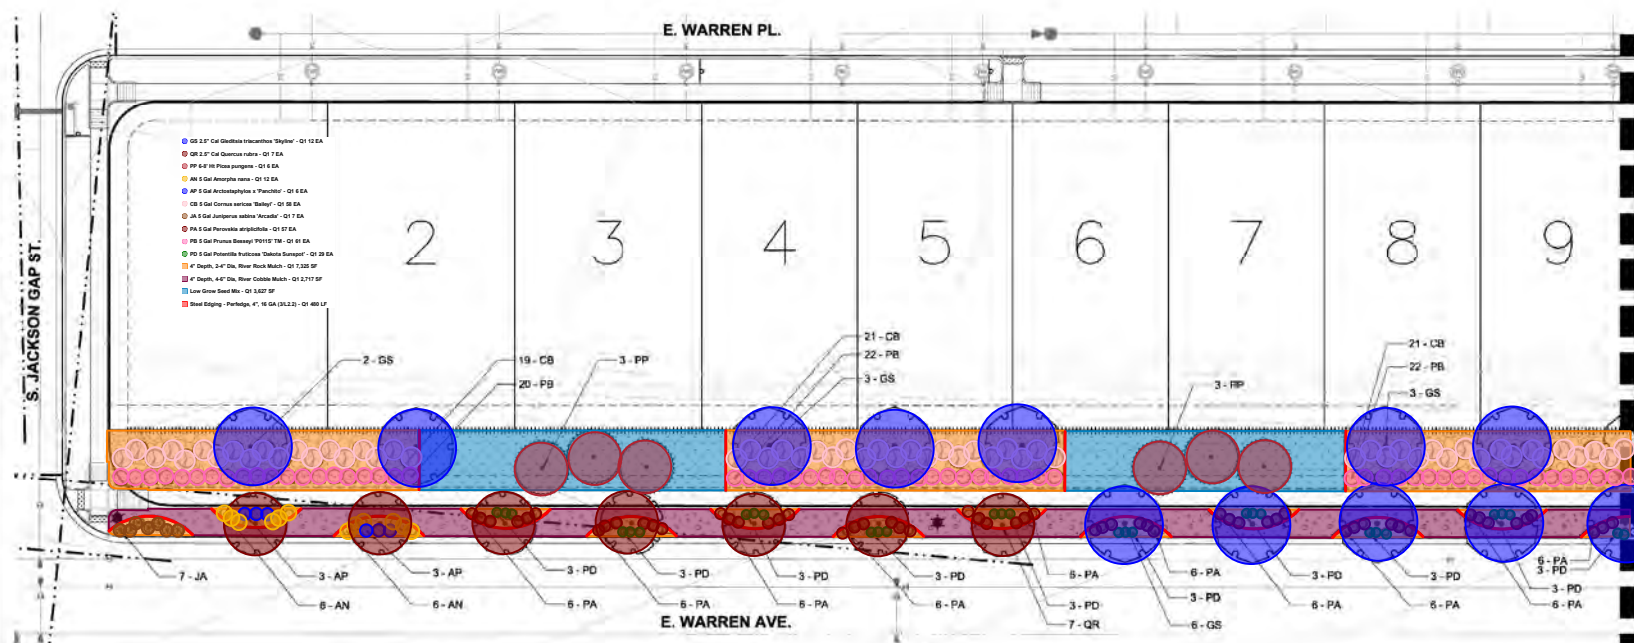 E. WARREN PL.
S. JACKSON GAP ST.
GS 2.5" Cal Gleditsia triacanthos 'Skyline' - Q1 12 EA
QR 2.5" Cal Quercus rubra - Q1 7 EA
PP 6-8' Ht Picea pungens - Q1 6 EA
AN 5 Gal Amorpha nana - Q1 12 EA
AP 5 Gal Arctostaphylos x 'Panchito' - Q1 6 EA
CB 5 Gal Cornus sericea 'Baileyi' - Q1 58 EA
JA 5 Gal Juniperus sabina 'Arcadia' - Q1 7 EA
PA 5 Gal Perovskia atriplicifolia - Q1 57 EA
PB 5 Gal Prunus Besseyi 'P011S' TM - Q1 61 EA
PD 5 Gal Potentilla fruticosa 'Dakota Sunspot' - Q1 29 EA
4" Depth, 2-4" Dia, River Rock Mulch - Q1 7,325 SF
4" Depth, 4-6" Dia, River Cobble Mulch - Q1 2,717 SF
Low Grow Seed Mix - Q1 3,627 SF
Steel Edging - Perfedge, 4", 16 GA (3/L2.2) - Q1 480 LF
2
3
4
5
6
7
8
9
2 - GS
19 - CB
20 - PB
3 - PP
21 - CB
22 - PB
3 - GS
3 - PP
21 - CB
22 - PB
3 - GS
7 - JA
3 - AP
6 - AN
3 - AP
6 - AN
3 - PD
6 - PA
3 - PD
6 - PA
3 - PD
6 - PA
3 - PD
6 - PA
6 - PA
3 - PD
7 - QR
6 - PA
3 - PD
6 - GS
3 - PD
6 - PA
3 - PD
6 - PA
6 - PA
3 - PD
3 - PD
6 - PA
E. WARREN AVE.